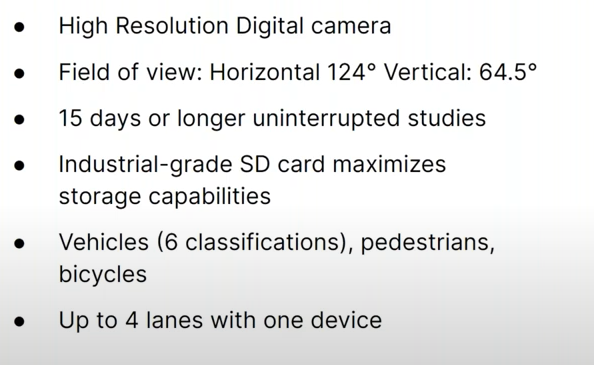 • High Resolution Digital camera
• Field of view: Horizontal 124° Vertical: 64.5°
• 15 days or longer uninterrupted studies
• Industrial-grade SD card maximizes
storage capabilities
• Vehicles (6 classifications), pedestrians,
bicycles
• Up to 4 lanes with one device